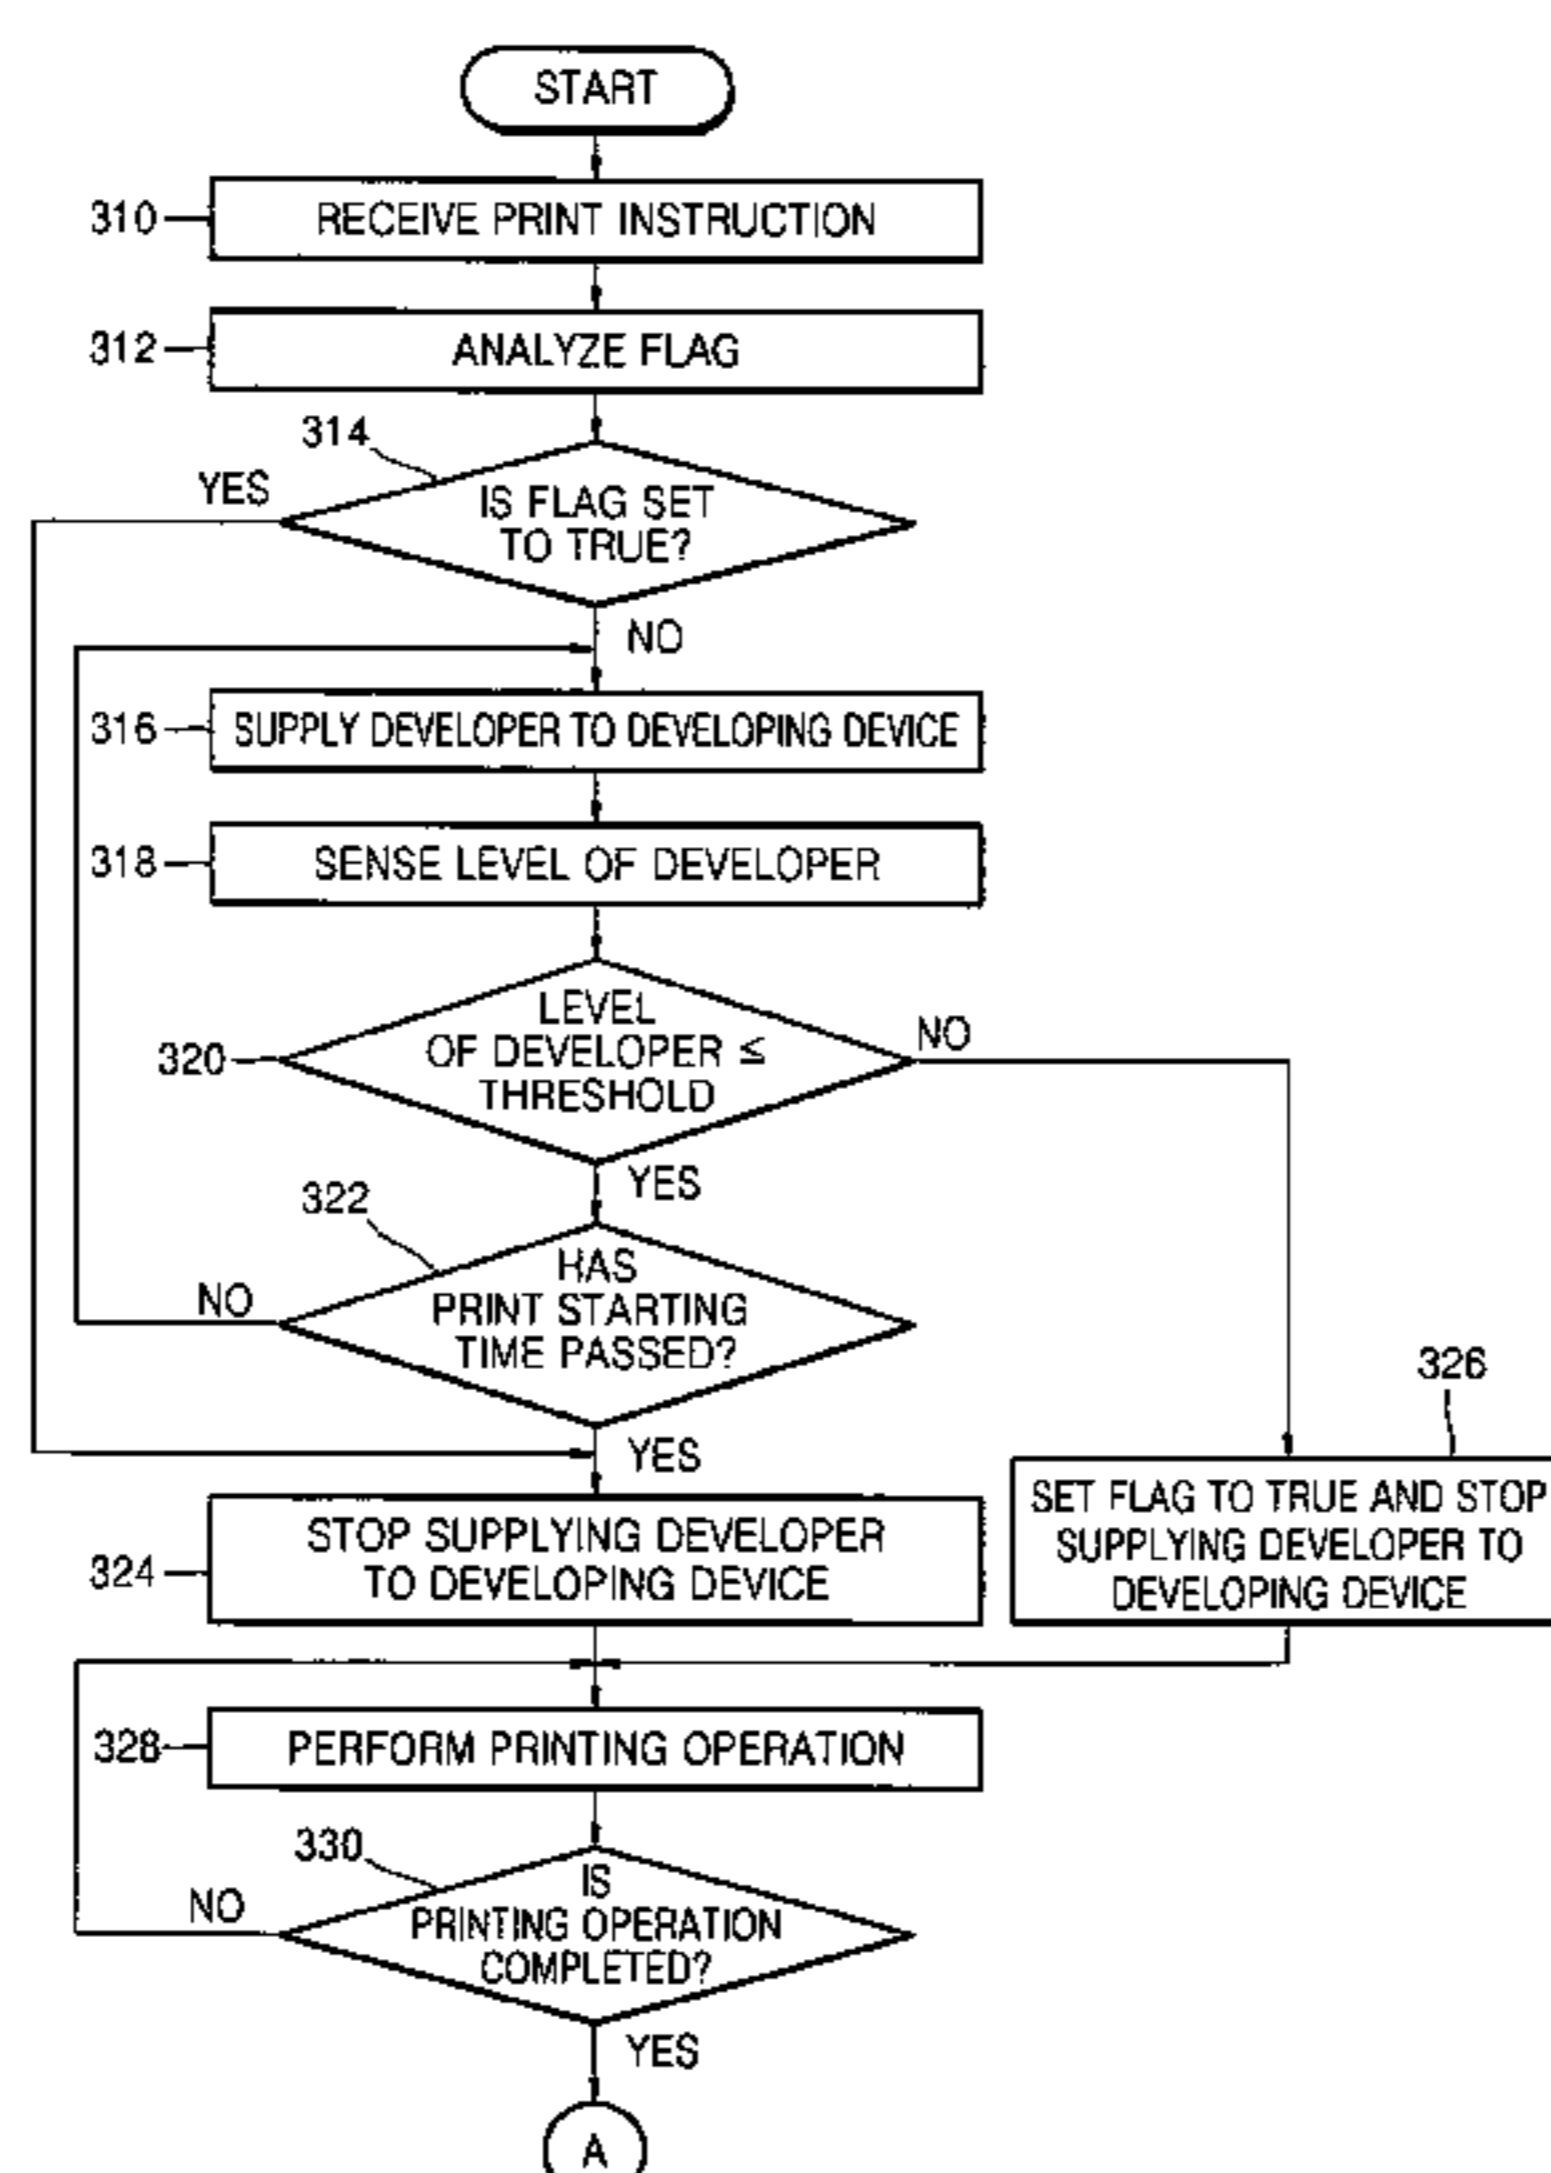 START
310
RECEIVE PRINT INSTRUCTION
312
ANALYZE FLAG
314
YES
IS FLAG SET
TO TRUE?
NO
316
SUPPLY DEVELOPER TO DEVELOPING DEVICE
318
SENSE LEVEL OF DEVELOPER
320
LEVEL
OF DEVELOPER ≤
THRESHOLD
NO
YES
322
HAS
PRINT STARTING
TIME PASSED?
NO
YES
326
SET FLAG TO TRUE AND STOP
SUPPLYING DEVELOPER TO
DEVELOPING DEVICE
324
STOP SUPPLYING DEVELOPER
TO DEVELOPING DEVICE
328
PERFORM PRINTING OPERATION
330
IS
PRINTING OPERATION
COMPLETED?
NO
YES
A